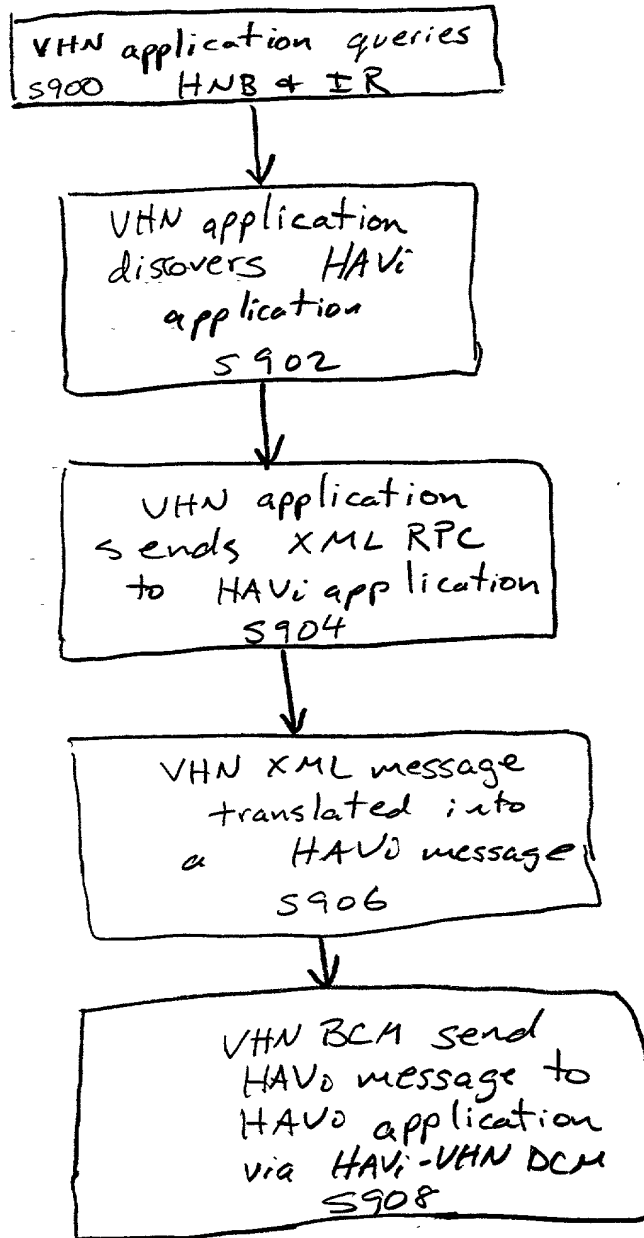 VHN application queries
S900 HNB & IR
VHN application
discovers HAVi
application
S902
VHN application
sends XML RPC
to HAVi application
S904
VHN XML message
translated into
a HAVi message
S906
VHN BCM send
HAVi message to
HAVi application
via HAVi-VHN DCM
S908